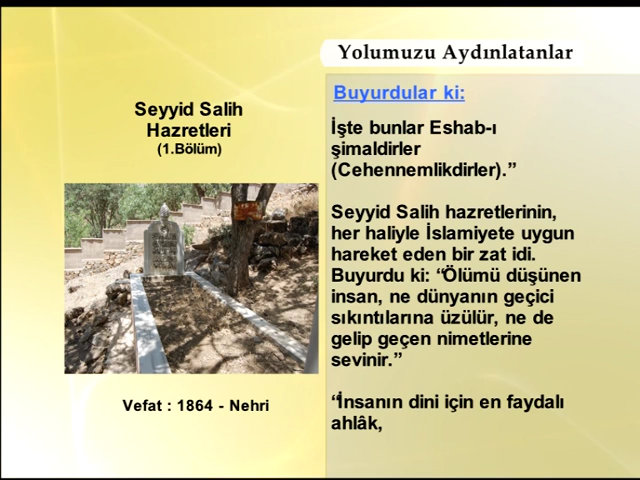 Yolumuzu Aydınlatanlar
Seyyid Salih
Hazretleri
(1.Bölüm)
Vefat : 1864 - Nehri
Buyurdular ki:
İşte bunlar Eshab-ı
şimaldirler
(Cehennemlikdirler).”
Seyyid Salih hazretlerinin,
her haliyle İslamiyete uygun
hareket eden bir zat idi.
Buyurdu ki: “Ölümü düşünen
insan, ne dünyanın geçici
sıkıntılarına üzülür, ne de
gelip geçen nimetlerine
sevinir.”
“İnsanın dini için en faydalı
ahlâk,